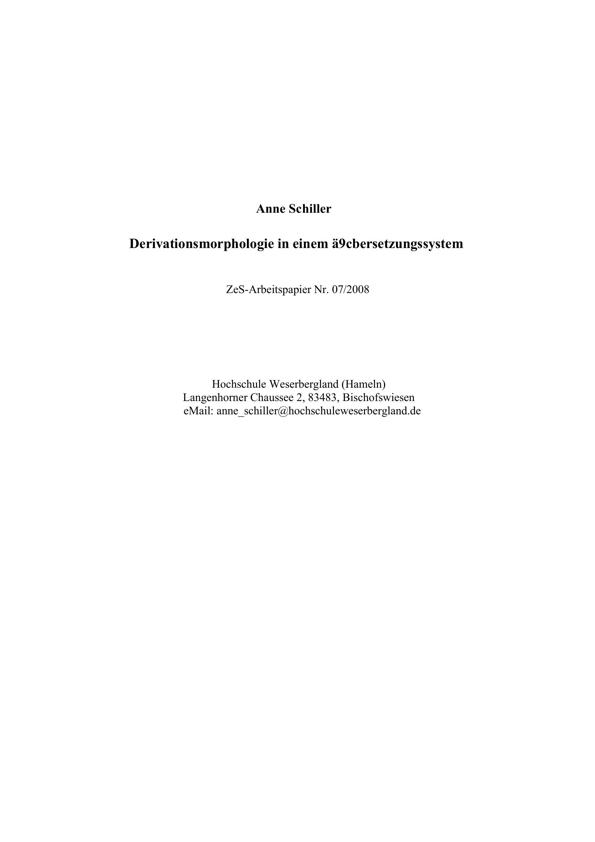 Anne Schiller
Derivationsmorphologie in einem ä9cbersetzungssystem
ZeS-Arbeitspapier Nr. 07/2008
Hochschule Weserbergland (Hameln)
Langenhorner Chaussee 2, 83483, Bischofswiesen
eMail: anne_schiller@hochschuleweserbergland.de